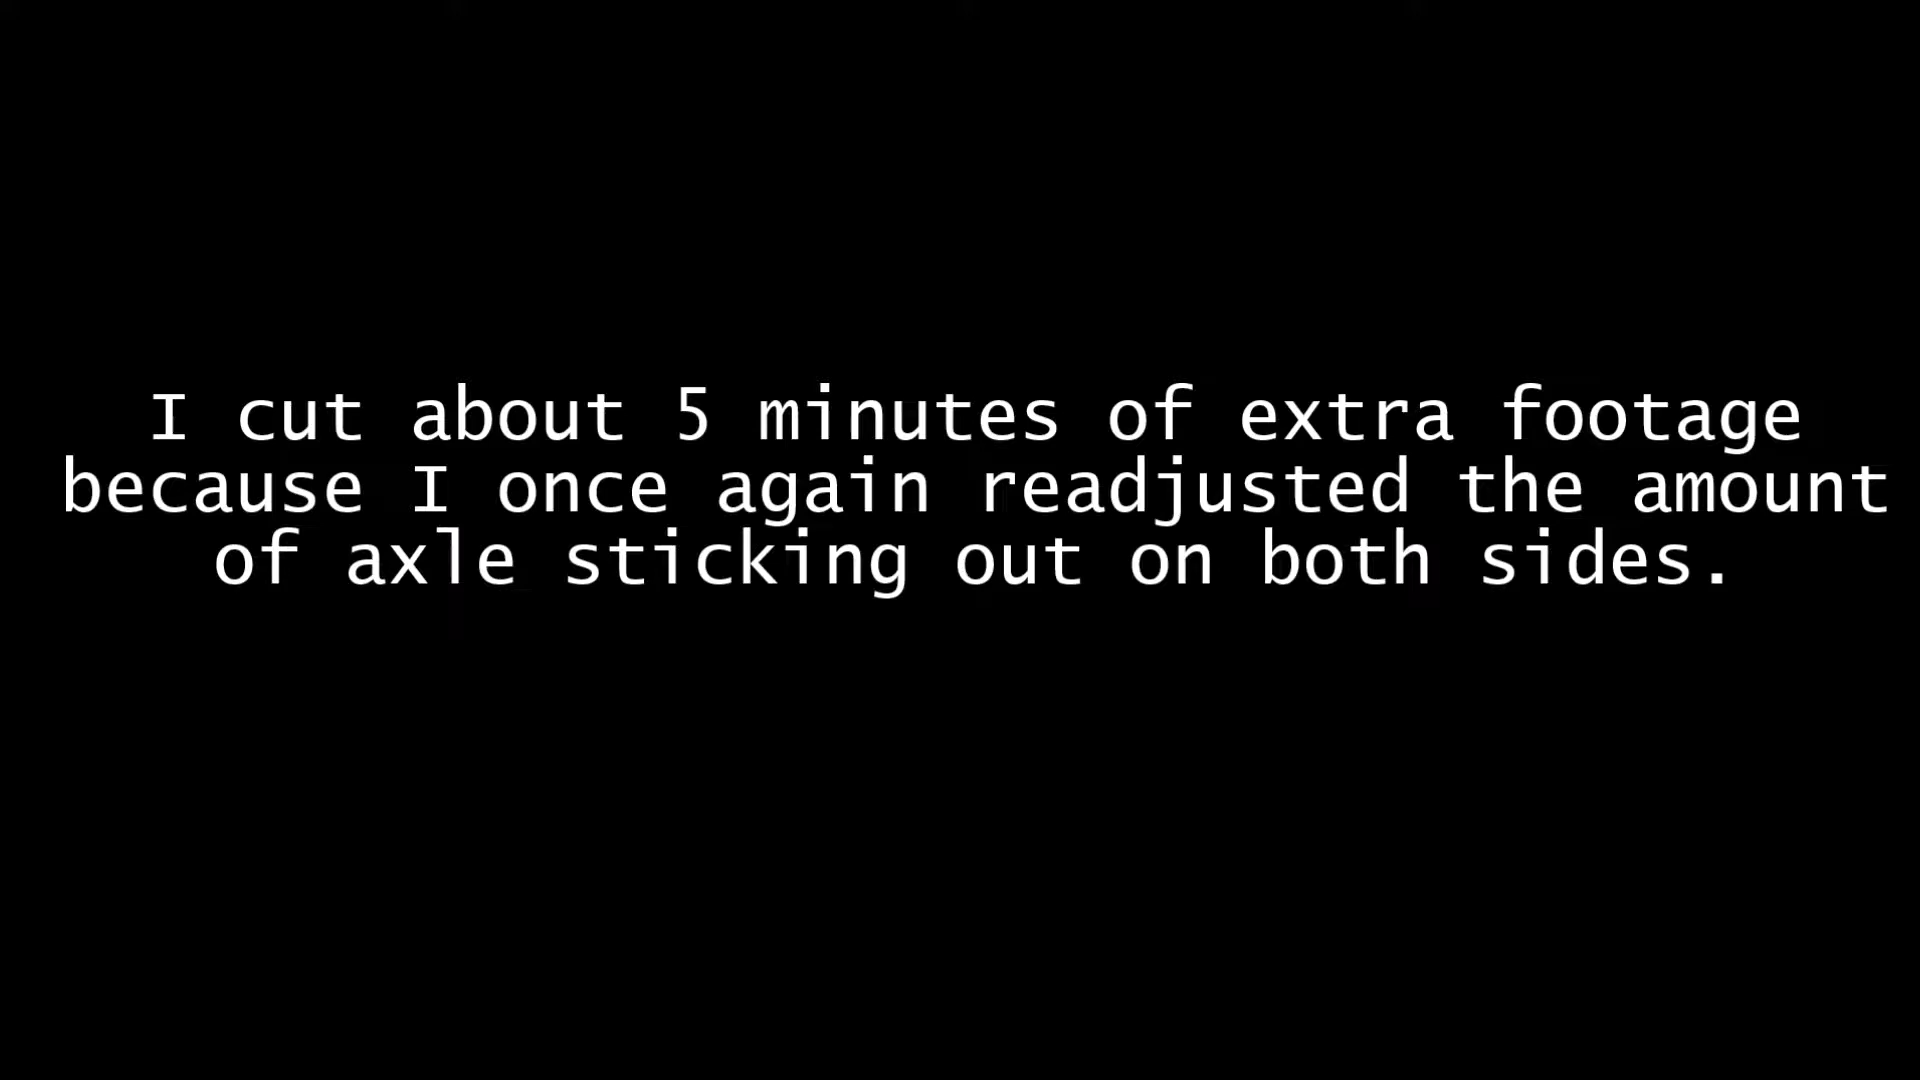 I cut about 5 minutes of extra footage
because I once again readjusted the amount
of axle sticking out on both sides.